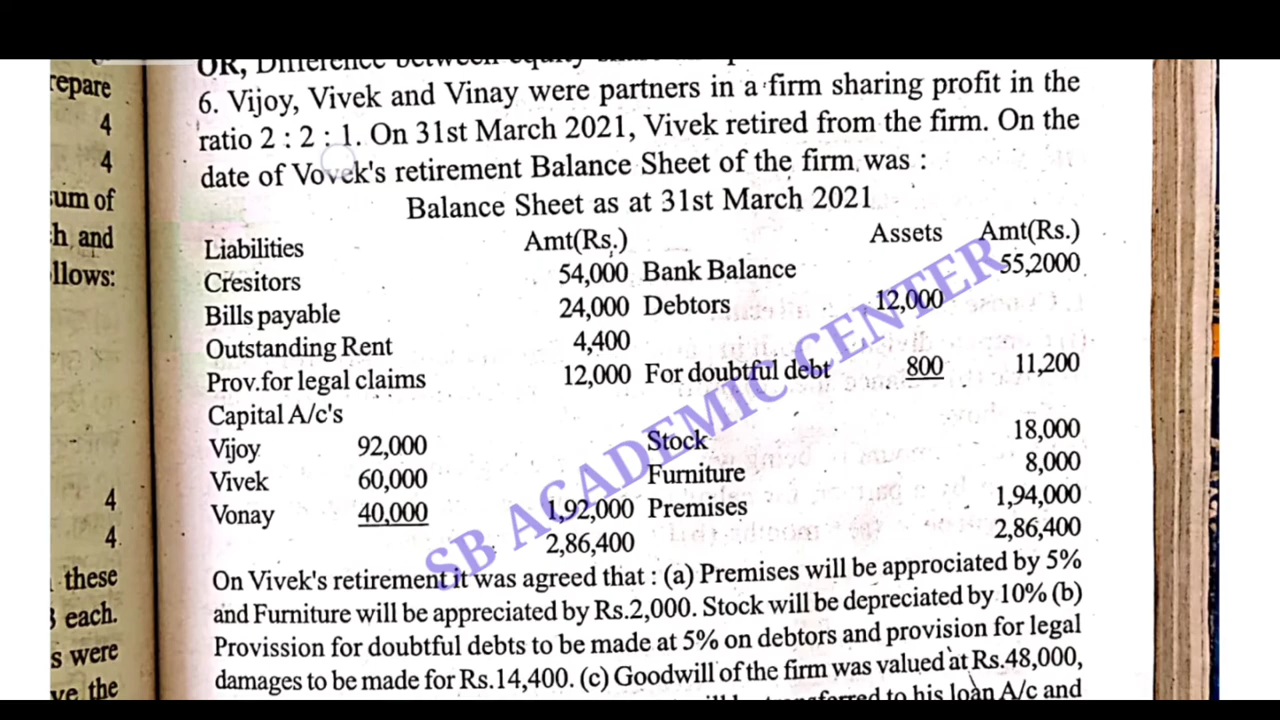 OR, Difference between equity share
6. Vijoy, Vivek and Vinay were partners in a firm sharing profit in the
ratio 2 : 2 : 1. On 31st March 2021, Vivek retired from the firm. On the
date of Vovek's retirement Balance Sheet of the firm was :
Balance Sheet as at 31st March 2021
Liabilities Amt(Rs.) Assets Amt(Rs.)
Cresitors 54,000 Bank Balance 55,2000
Bills payable 24,000 Debtors 12,000
Outstanding Rent 4,400
Prov.for legal claims 12,000 For doubtful debt 800 11,200
Capital A/c's
Vijoy 92,000 Stock 18,000
Vivek 60,000 Furniture 8,000
Vonay 40,000 1,92,000 Premises 1,94,000
2,86,400 2,86,400
On Vivek's retirement it was agreed that : (a) Premises will be approciated by 5%
and Furniture will be appreciated by Rs.2,000. Stock will be depreciated by 10% (b)
Provission for doubtful debts to be made at 5% on debtors and provision for legal
damages to be made for Rs.14,400. (c) Goodwill of the firm was valued at Rs.48,000,
to his loan A/c and
SB ACADEMIC CENTER
repare
4
4
sum of
h and
llows:
4
4
these
each.
s were
ve the